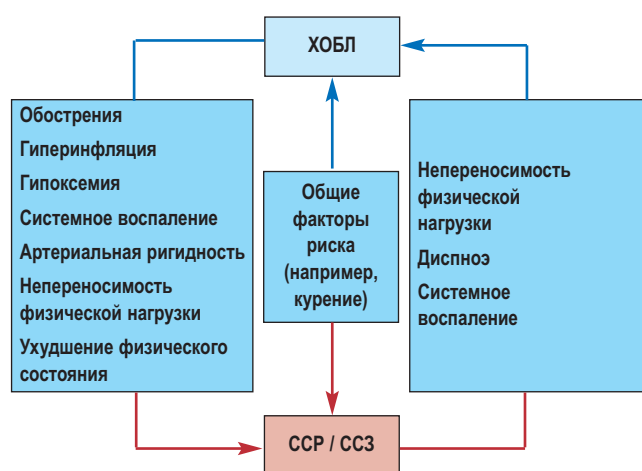 ХОБЛ
Обострения
Гиперинфляция
Гипоксемия
Системное воспаление
Артериальная ригидность
Непереносимость
физической нагрузки
Ухудшение физического
состояния
Общие
факторы
риска
(например,
курение)
Непереносимость
физической
нагрузки
Диспноэ
Системное
воспаление
ССР / ССЗ